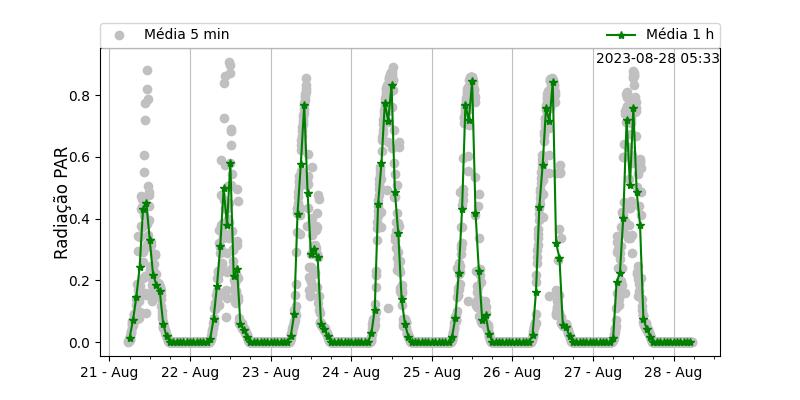 Média 5 min
Média 1 h
2023-08-28 05:33
Radiação PAR
0.8
0.6
0.4
0.2
0.0
21 - Aug
22 - Aug
23 - Aug
24 - Aug
25 - Aug
26 - Aug
27 - Aug
28 - Aug